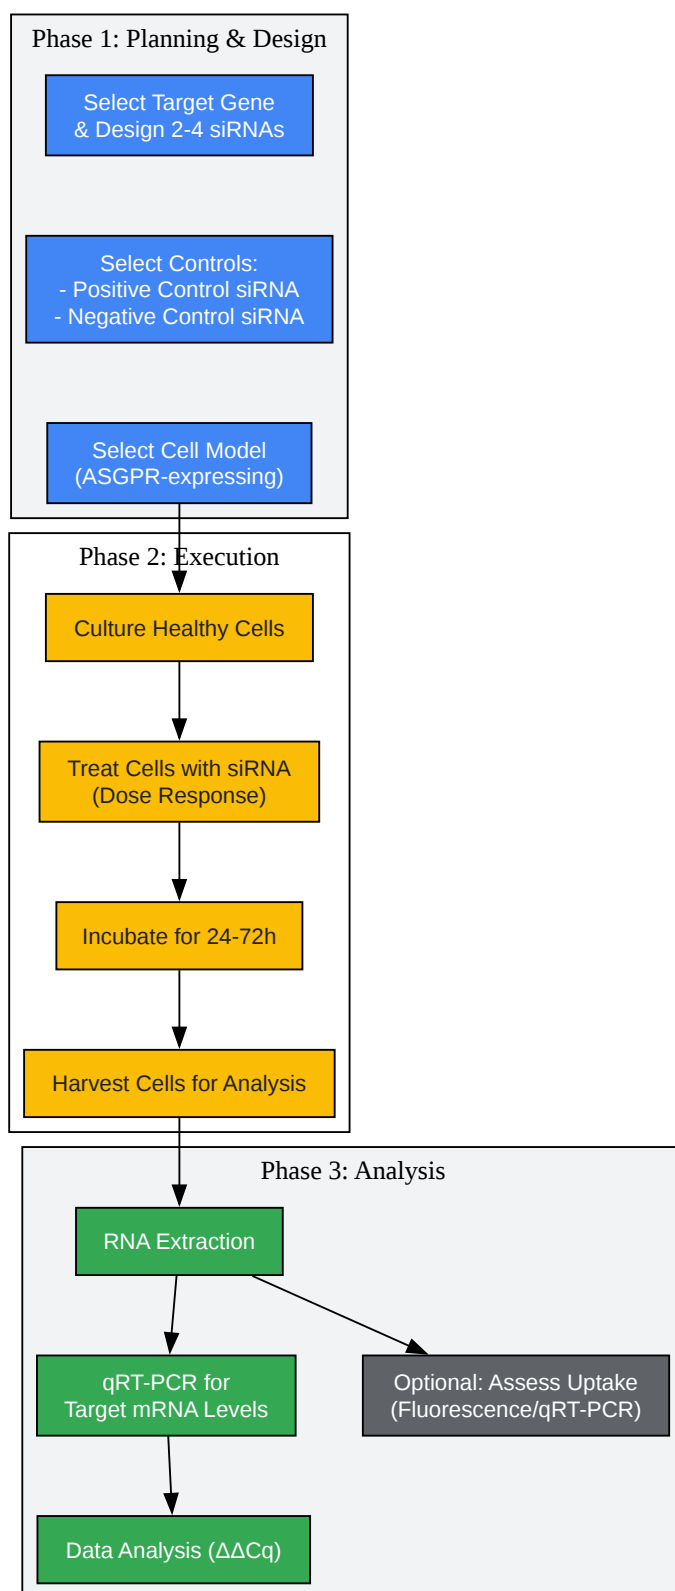 Phase 1: Planning & Design
Select Target Gene
& Design 2-4 siRNAs
Select Controls:
- Positive Control siRNA
- Negative Control siRNA
Select Cell Model
(ASGPR-expressing)
Phase 2: Execution
Culture Healthy Cells
Treat Cells with siRNA
(Dose Response)
Incubate for 24-72h
Harvest Cells for Analysis
Phase 3: Analysis
RNA Extraction
qRT-PCR for
Target mRNA Levels
Optional: Assess Uptake
(Fluorescence/qRT-PCR)
Data Analysis (ΔΔCq)